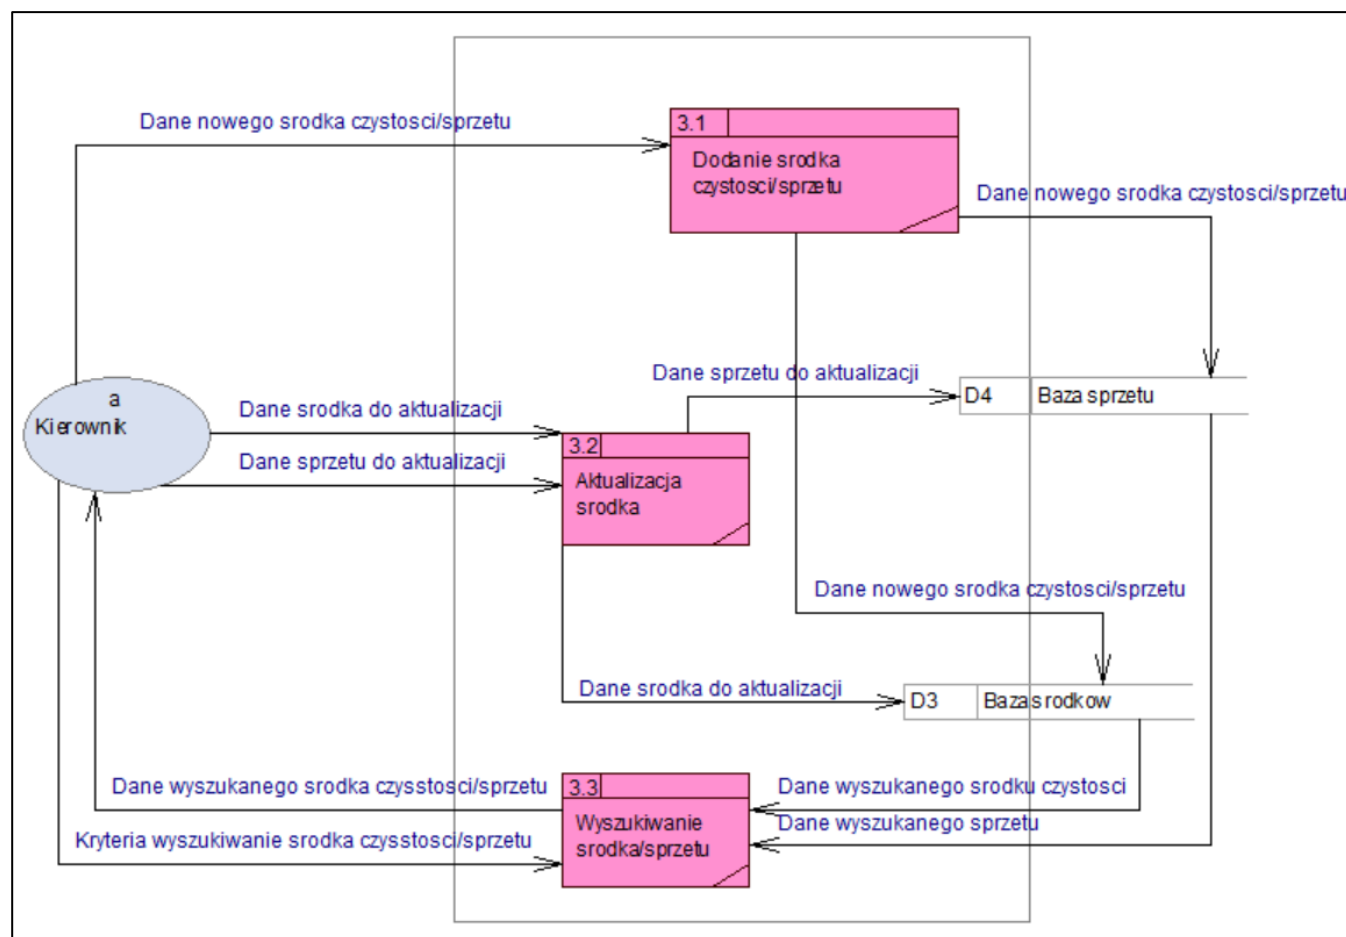 Dane nowego srodka czystosci/sprzetu
3.1
Dodanie srodka
czystosci/sprzetu
Dane nowego srodka czystosci/sprzetu
Dane sprzetu do aktualizacji
D4 Baza sprzetu
a
Kierownik
Dane srodka do aktualizacji
Dane sprzetu do aktualizacji
3.2
Aktualizacja
srodka
Dane nowego srodka czystosci/sprzetu
Dane srodka do aktualizacji
D3 Baza srodkow
Dane wyszukanego srodka czysstosci/sprzetu
Kryteria wyszukiwanie srodka czysstosci/sprzetu
3.3
Wyszukiwanie
srodka/sprzetu
Dane wyszukanego srodku czystosci
Dane wyszukanego sprzetu